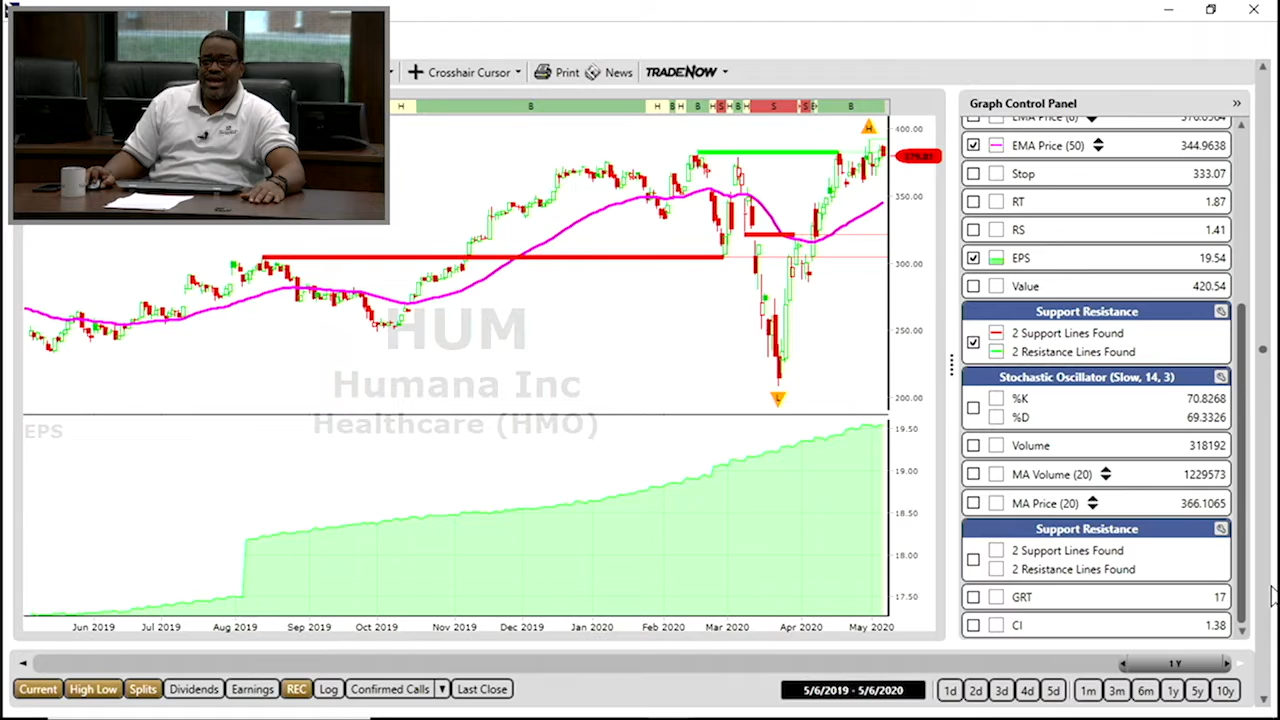 Crosshair Cursor
Print
News
TRADENOW
H
B
H
B
H
B
H
S
H
B
H
S
B
400.00
350.00
300.00
250.00
200.00
H
L
HUM
Humana Inc
Healthcare (HMO)
EPS
19.50
19.00
18.50
18.00
17.50
Jun 2019
Jul 2019
Aug 2019
Sep 2019
Oct 2019
Nov 2019
Dec 2019
Jan 2020
Feb 2020
Mar 2020
Apr 2020
May 2020
Graph Control Panel
EMA Price (50) 344.9638
Stop 333.07
RT 1.87
RS 1.41
EPS 19.54
Value 420.54
Support Resistance
2 Support Lines Found
2 Resistance Lines Found
Stochastic Oscillator (Slow, 14, 3)
%K 70.8268
%D 69.3326
Volume 318192
MA Volume (20) 1229573
MA Price (20) 366.1065
Support Resistance
2 Support Lines Found
2 Resistance Lines Found
GRT 17
CI 1.38
1 Y
Current
High Low
Splits
Dividends
Earnings
REC
Log
Confirmed Calls
Last Close
5/6/2019 - 5/6/2020
1d
2d
3d
4d
5d
1m
3m
6m
1y
5y
10y